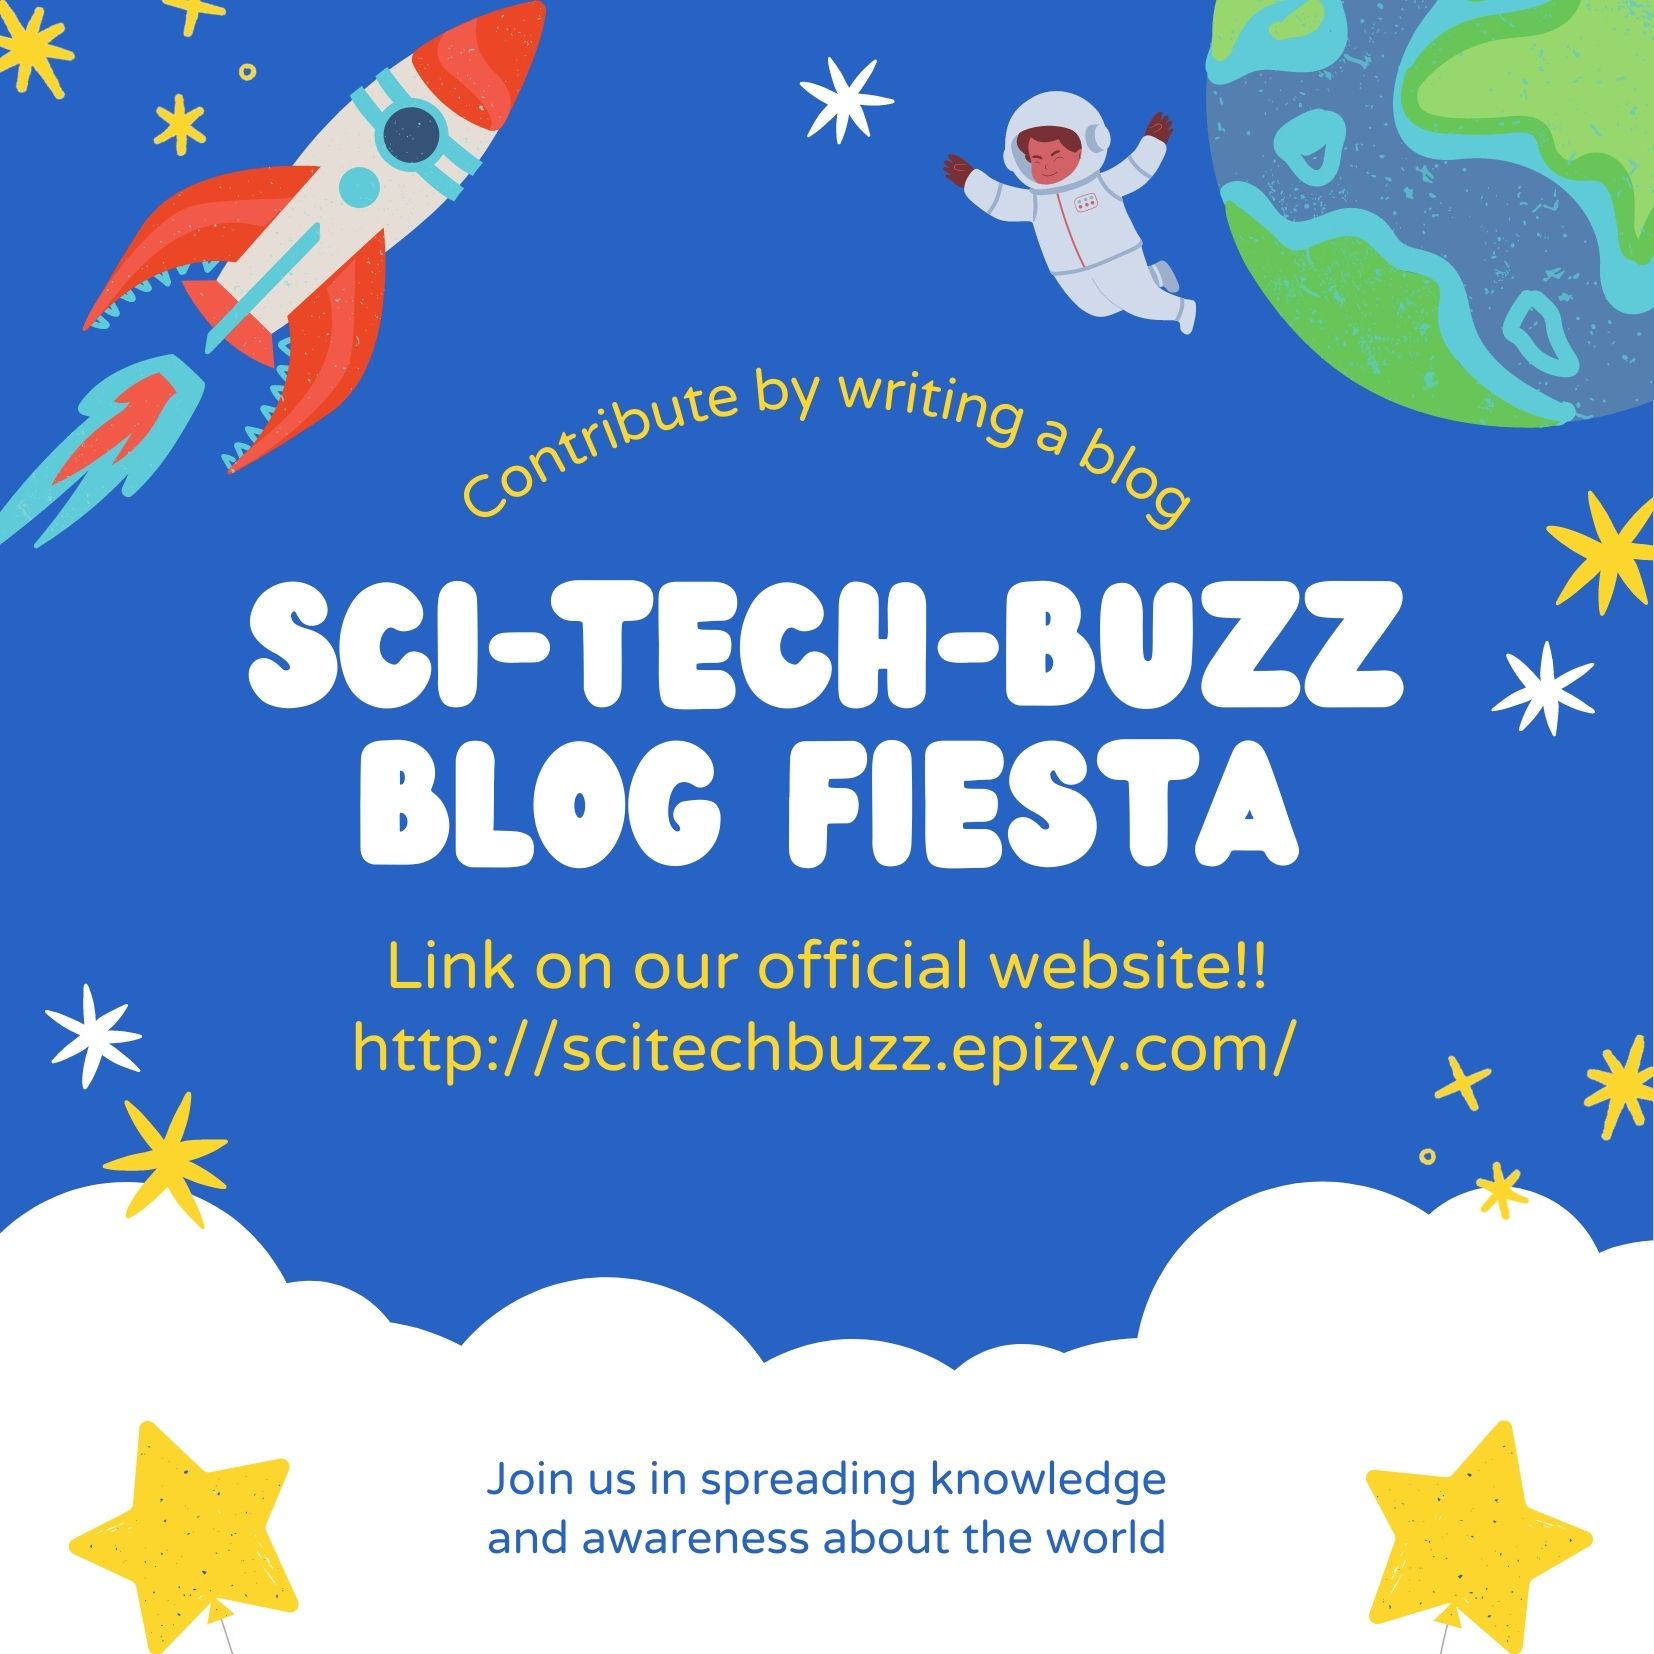 Contribute by writing a blog
SCI-TECH-BUZZ
BLOG FIESTA
Link on our official website!!
http://scitechbuzz.epizy.com/
Join us in spreading knowledge
and awareness about the world